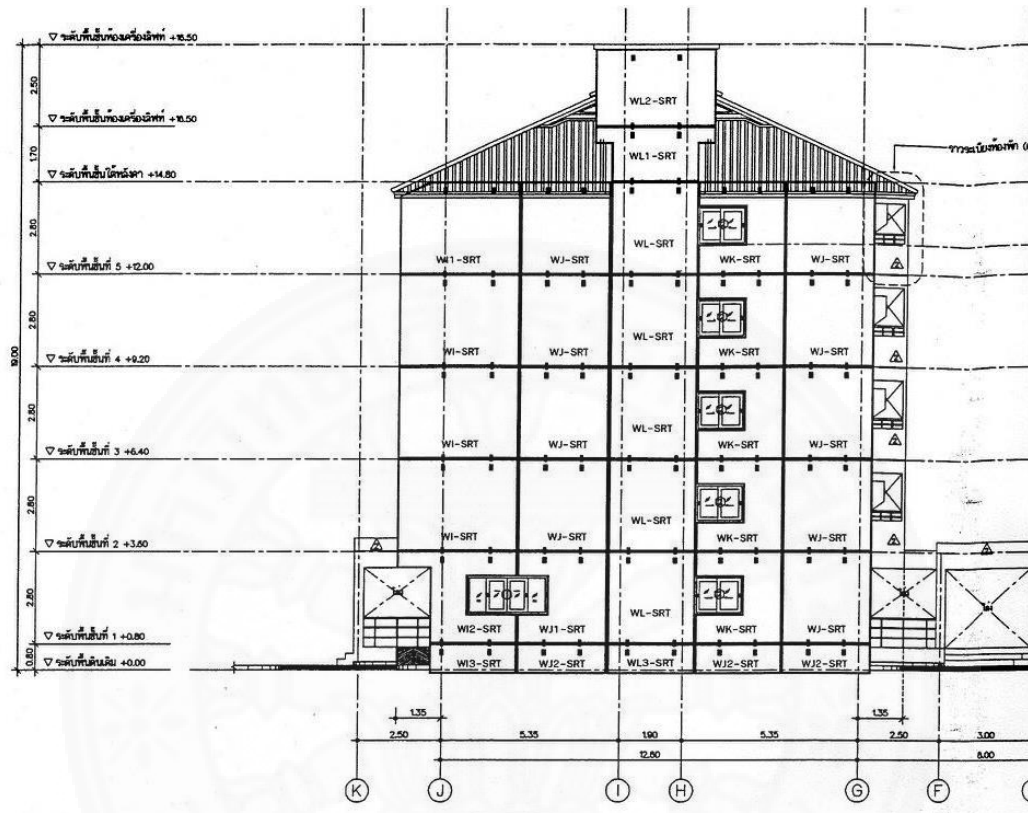 ▽ ระดับพื้นชั้นห้องเครื่องลิฟท์ +16.50
2.50
WL2-SRT
▽ ระดับพื้นชั้นห้องเครื่องลิฟท์ +16.50
1.70
WL1-SRT
▽ ระดับพื้นชั้นใต้หลังคา +14.80
2.80
WL-SRT
WI1-SRT WJ-SRT WK-SRT WJ-SRT
▽ ระดับพื้นชั้นที่ 5 +12.00
2.80
WL-SRT
WI-SRT WJ-SRT WK-SRT WJ-SRT
▽ ระดับพื้นชั้นที่ 4 +9.20
19.00
2.80
WL-SRT
WI-SRT WJ-SRT WK-SRT WJ-SRT
▽ ระดับพื้นชั้นที่ 3 +6.40
2.80
WL-SRT
WI-SRT WJ-SRT WK-SRT WJ-SRT
▽ ระดับพื้นชั้นที่ 2 +3.60
2.80
WL-SRT
WI2-SRT WJ1-SRT WK-SRT WJ-SRT
▽ ระดับพื้นชั้นที่ 1 +0.80
0.80
WI3-SRT WJ2-SRT WL3-SRT WJ2-SRT WJ2-SRT
▽ ระดับพื้นดินเดิม +0.00
1.35 1.35
2.50 5.35 1.90 5.35 2.50 3.00
12.60 8.00
K J I H G F